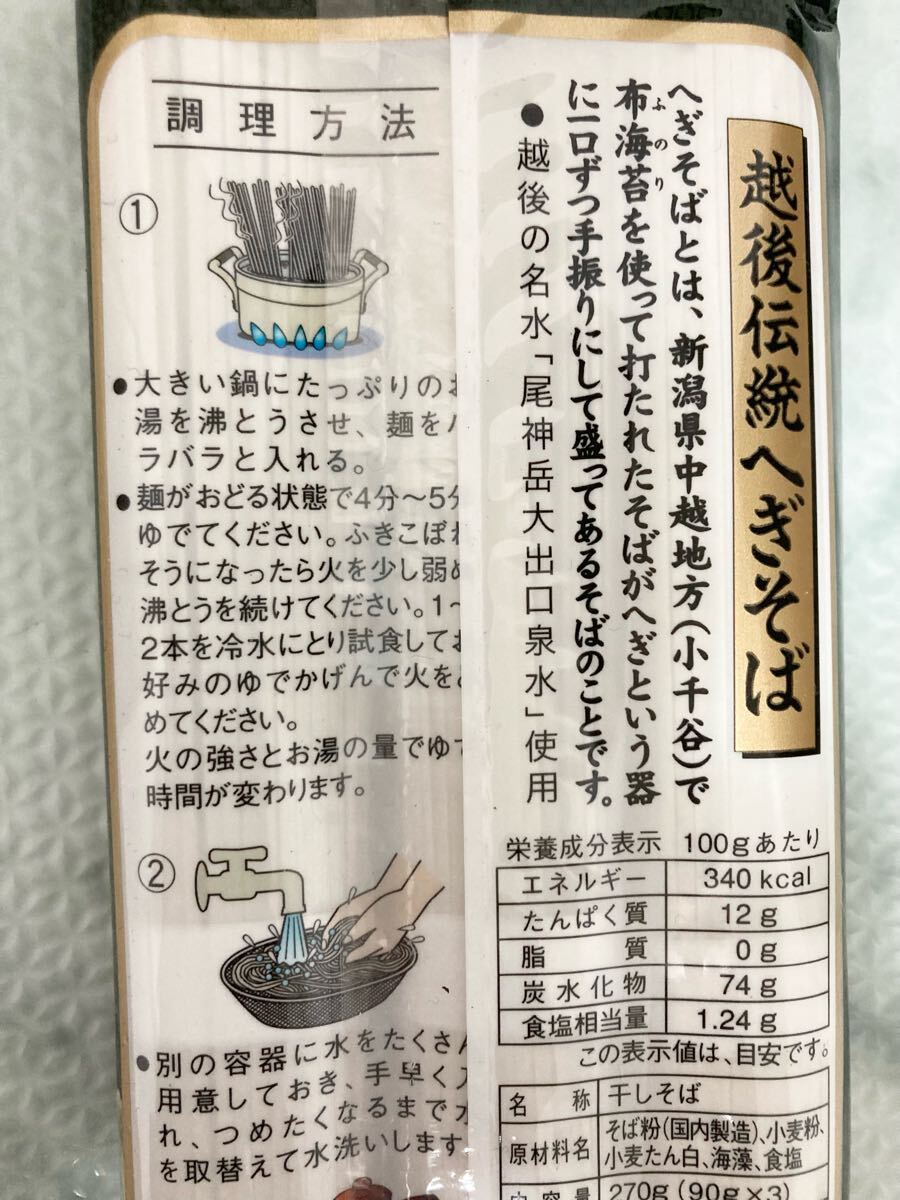 越後伝統へぎそば
へぎそばとは、新潟県中越地方(小千谷)で
布海苔を使って打たれたそばがへぎという器
ふのり
に一口ずつ手振りにして盛ってあるそばのことです。
●越後の名水「尾神岳大出口泉水」使用
調理方法
①
●大きい鍋にたっぷりのお
湯を沸とうさせ、麺をバ
ラバラと入れる。
●麺がおどる状態で4分〜5分
ゆでてください。ふきこぼれ
そうになったら火を少し弱め
沸とうを続けてください。1〜
2本を冷水にとり試食してお
好みのゆでかげんで火を
めてください。
火の強さとお湯の量でゆで
時間が変わります。
②
●別の容器に水をたくさん
用意しておき、手早く入
れ、つめたくなるまで水
を取替えて水洗いします
栄養成分表示 100gあたり
エネルギー 340 kcal
たんぱく質 12 g
脂 質 0 g
炭水化物 74 g
食塩相当量 1.24 g
この表示値は、目安です。
名 称 干しそば
原材料名 そば粉(国内製造)、小麦粉、
小麦たん白、海藻、食塩
内容量 270g(90g×3)